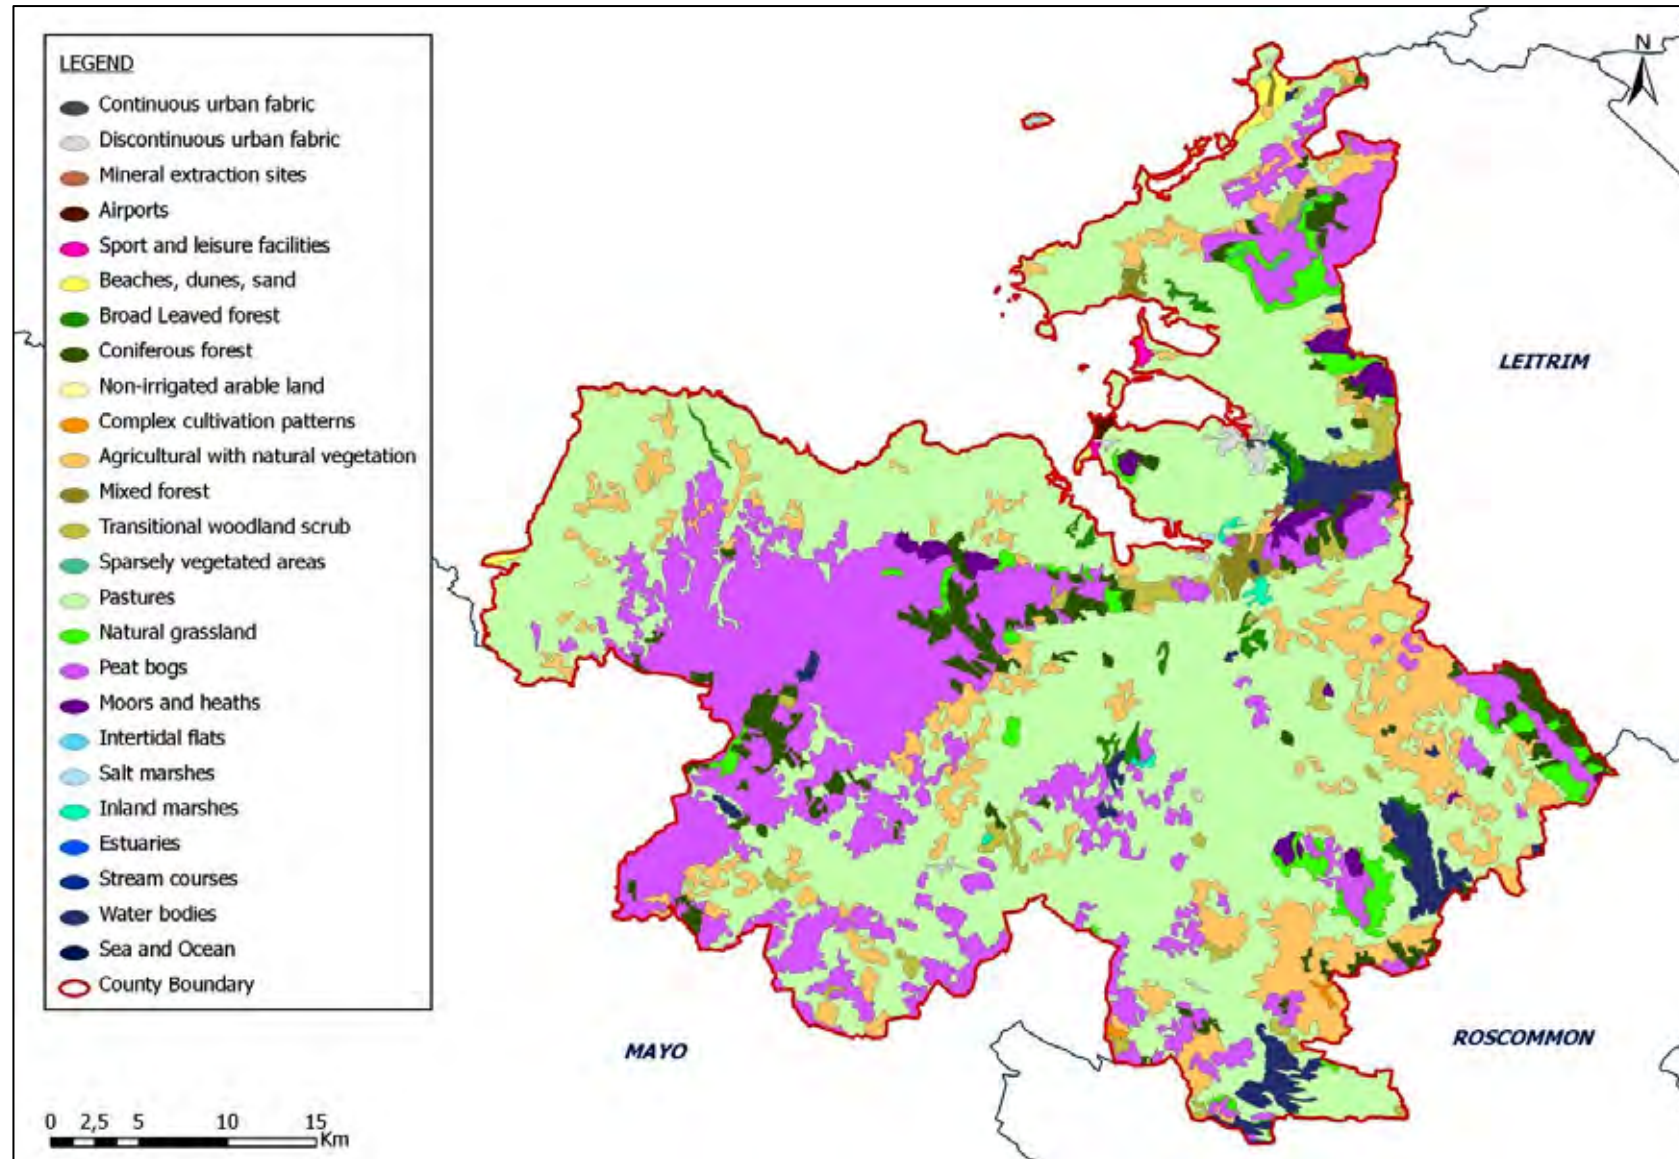 LEGEND
Continuous urban fabric
Discontinuous urban fabric
Mineral extraction sites
Airports
Sport and leisure facilities
Beaches, dunes, sand
Broad Leaved forest
Coniferous forest
Non-irrigated arable land
Complex cultivation patterns
Agricultural with natural vegetation
Mixed forest
Transitional woodland scrub
Sparsely vegetated areas
Pastures
Natural grassland
Peat bogs
Moors and heaths
Intertidal flats
Salt marshes
Inland marshes
Estuaries
Stream courses
Water bodies
Sea and Ocean
County Boundary
N
LEITRIM
MAYO
ROSCOMMON
0 2,5 5 10 15
Km